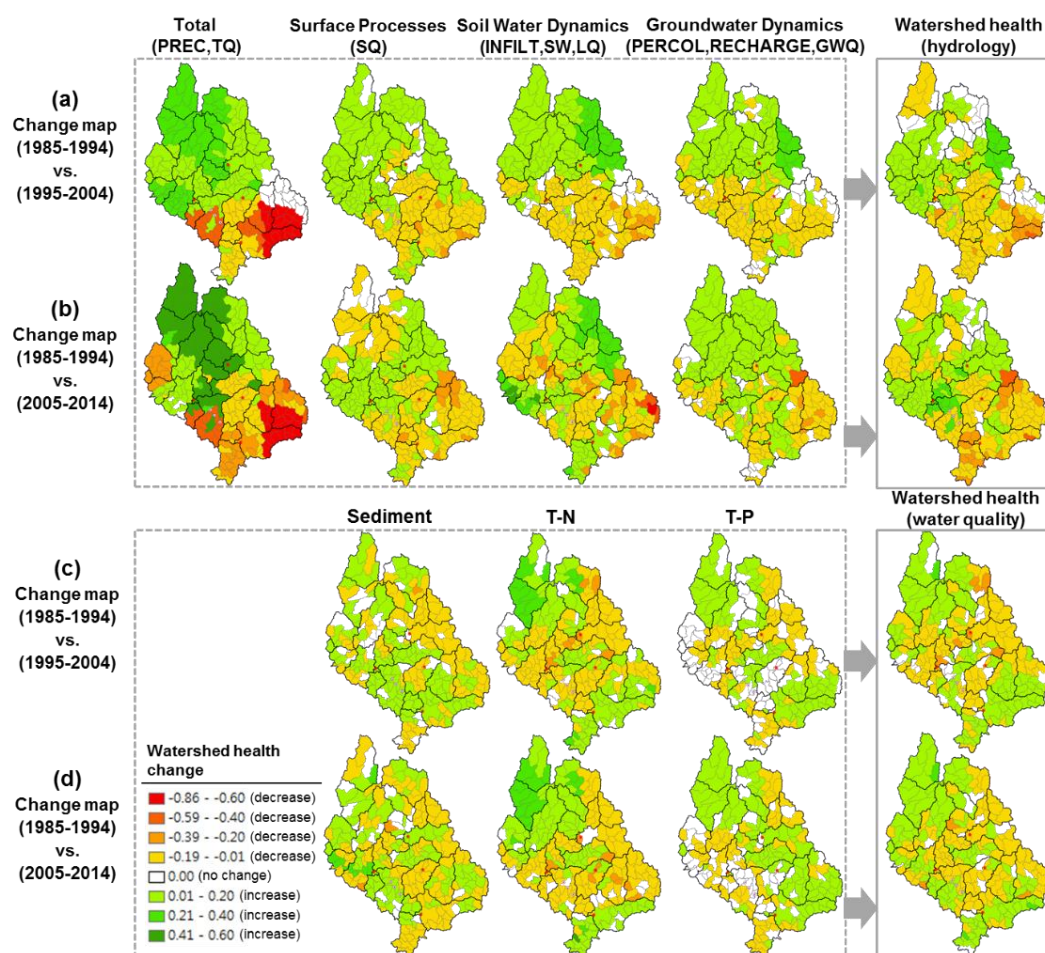 Total
(PREC,TQ)
Surface Processes
(SQ)
Soil Water Dynamics
(INFILT,SW,LQ)
Groundwater Dynamics
(PERCOL,RECHARGE,GWQ)
Watershed health
(hydrology)
(a)
Change map
(1985-1994)
vs.
(1995-2004)
(b)
Change map
(1985-1994)
vs.
(2005-2014)
Sediment
T-N
T-P
Watershed health
(water quality)
(c)
Change map
(1985-1994)
vs.
(1995-2004)
(d)
Change map
(1985-1994)
vs.
(2005-2014)
Watershed health
change
-0.86 - -0.60 (decrease)
-0.59 - -0.40 (decrease)
-0.39 - -0.20 (decrease)
-0.19 - -0.01 (decrease)
0.00 (no change)
0.01 - 0.20 (increase)
0.21 - 0.40 (increase)
0.41 - 0.60 (increase)